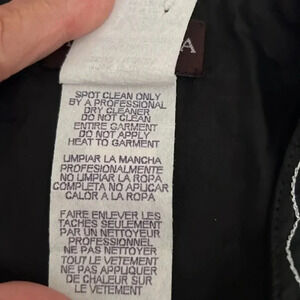 SPOT CLEAN ONLY
BY A PROFESSIONAL
DRY CLEANER
DO NOT CLEAN
ENTIRE GARMENT
DO NOT APPLY
HEAT TO GARMENT
LIMPIAR LA MANCHA
PROFESIONALMENTE
NO LIMPIAR LA ROPA
COMPLETA NO APLICAR
CALOR A LA ROPA
FAIRE ENLEVER LES
TACHES SEULEMENT
PAR UN NETTOYEUR
PROFESSIONNEL
NE PAS NETTOYER
TOUT LE VETEMENT
NE PAS APPLIQUER
DE CHALEUR SUR
LE VETEMENT